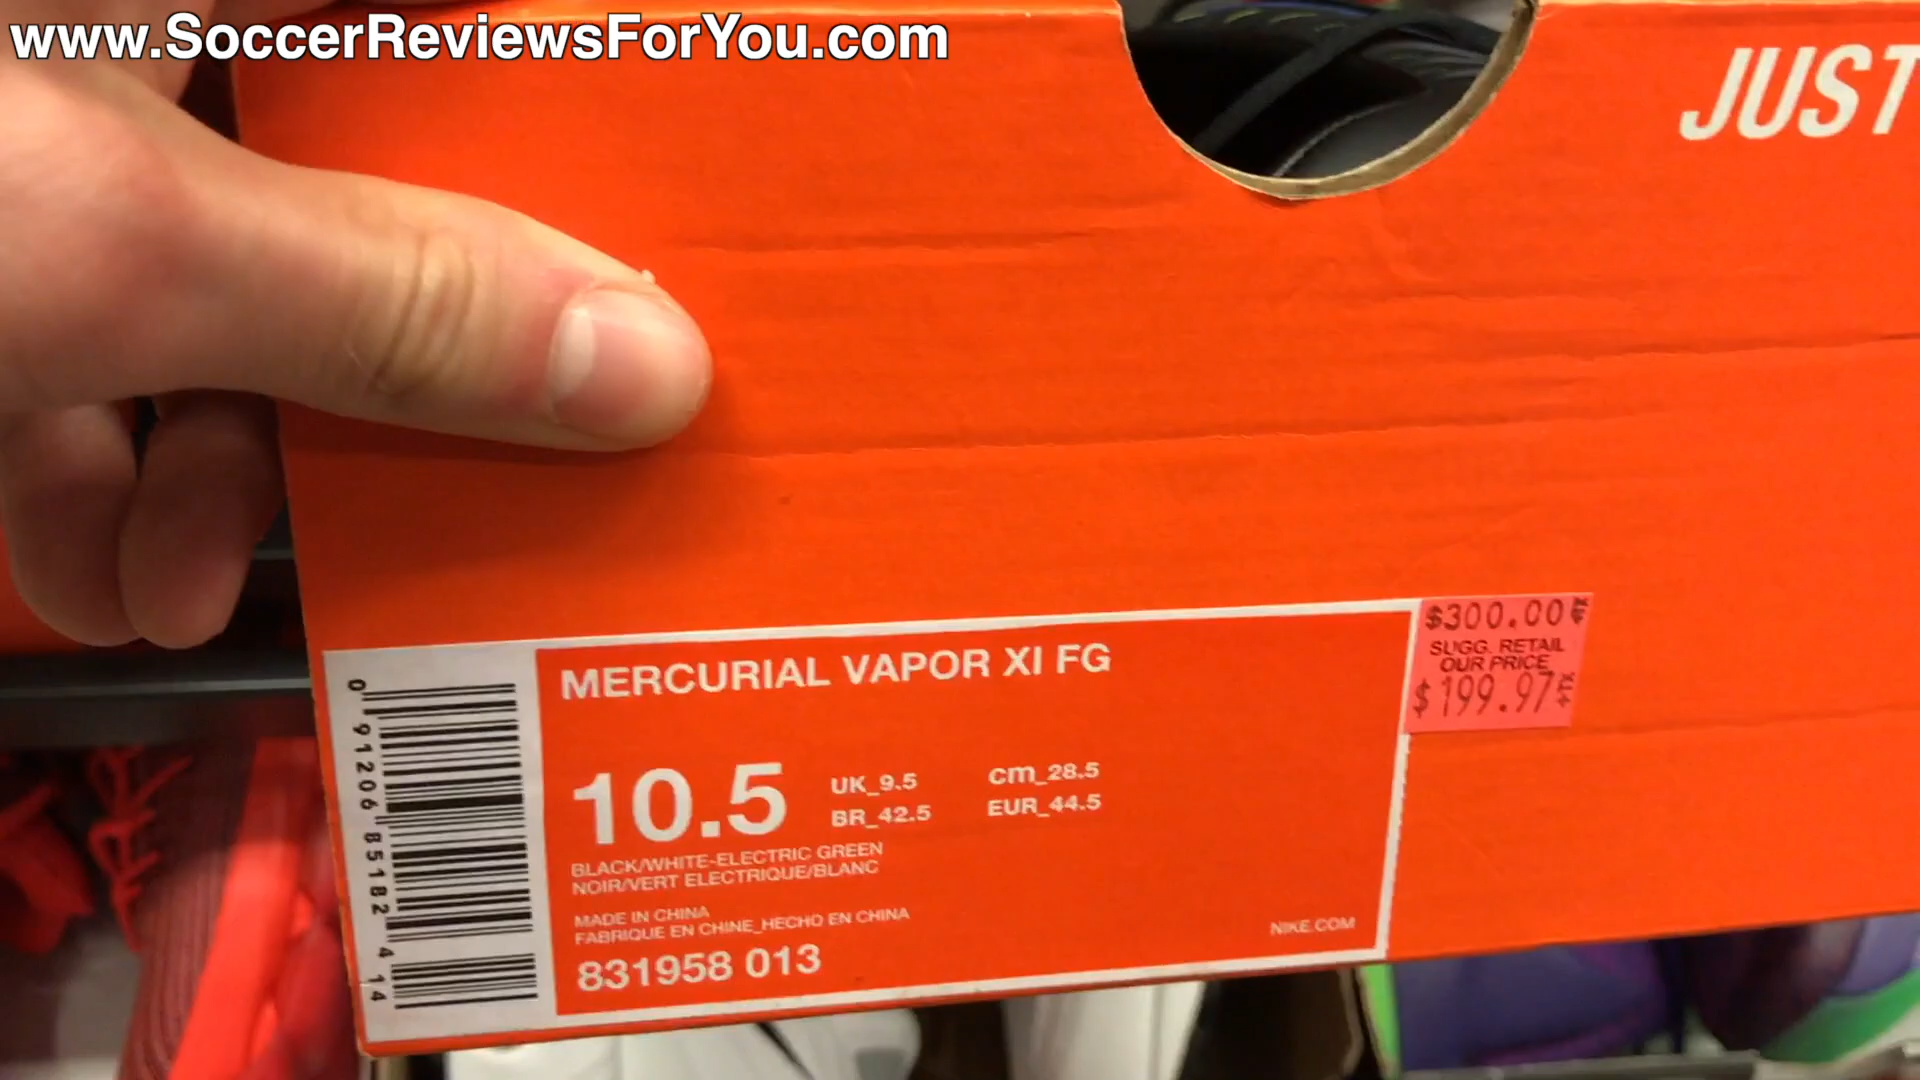 www.SoccerReviewsForYou.com
JUST
$300.00
SUGG. RETAIL
OUR PRICE
$199.97
MERCURIAL VAPOR XI FG
10.5
UK_9.5
cm_28.5
BR_42.5
EUR_44.5
BLACK/WHITE-ELECTRIC GREEN
NOIR/VERT ELECTRIQUE/BLANC
MADE IN CHINA
FABRIQUE EN CHINE_HECHO EN CHINA
831958 013
NIKE.COM
0 91206 85182 4 14